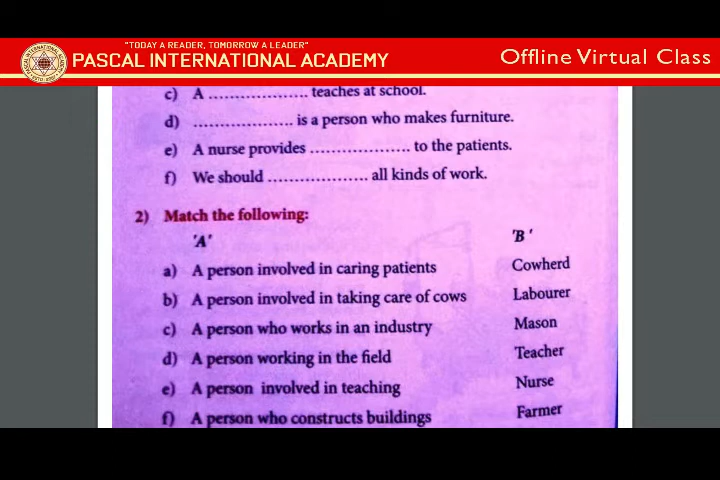 "TODAY A READER, TOMORROW A LEADER"
PASCAL INTERNATIONAL ACADEMY
Offline Virtual Class
c) A ................... teaches at school.
d) ................... is a person who makes furniture.
e) A nurse provides ................... to the patients.
f) We should ................... all kinds of work.
2) Match the following:
'A' 'B'
a) A person involved in caring patients Cowherd
b) A person involved in taking care of cows Labourer
c) A person who works in an industry Mason
d) A person working in the field Teacher
e) A person involved in teaching Nurse
f) A person who constructs buildings Farmer